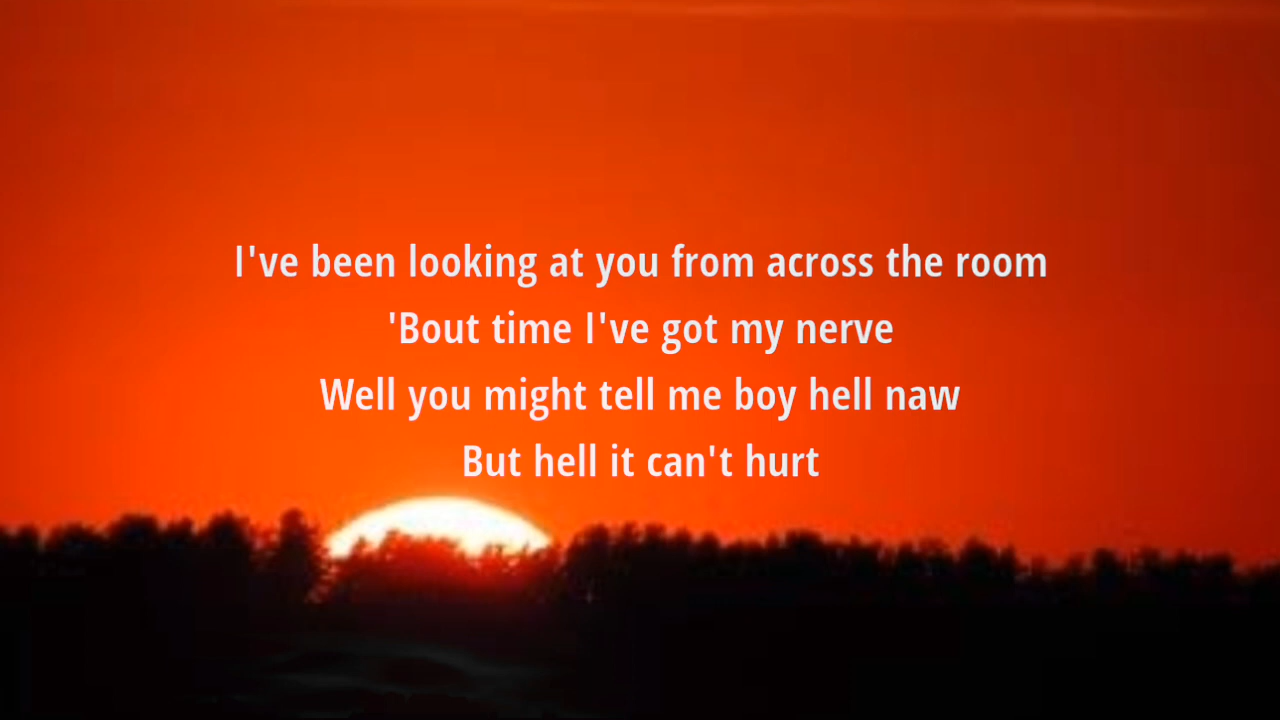 I've been looking at you from across the room
'Bout time I've got my nerve
Well you might tell me boy hell naw
But hell it can't hurt